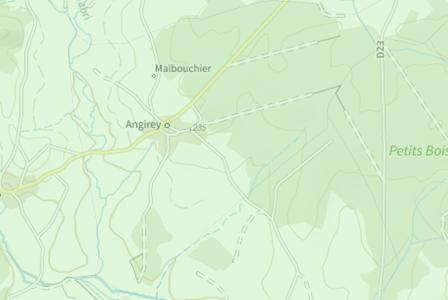 Malbouchier
D23
Angirey
235
Petits Bois